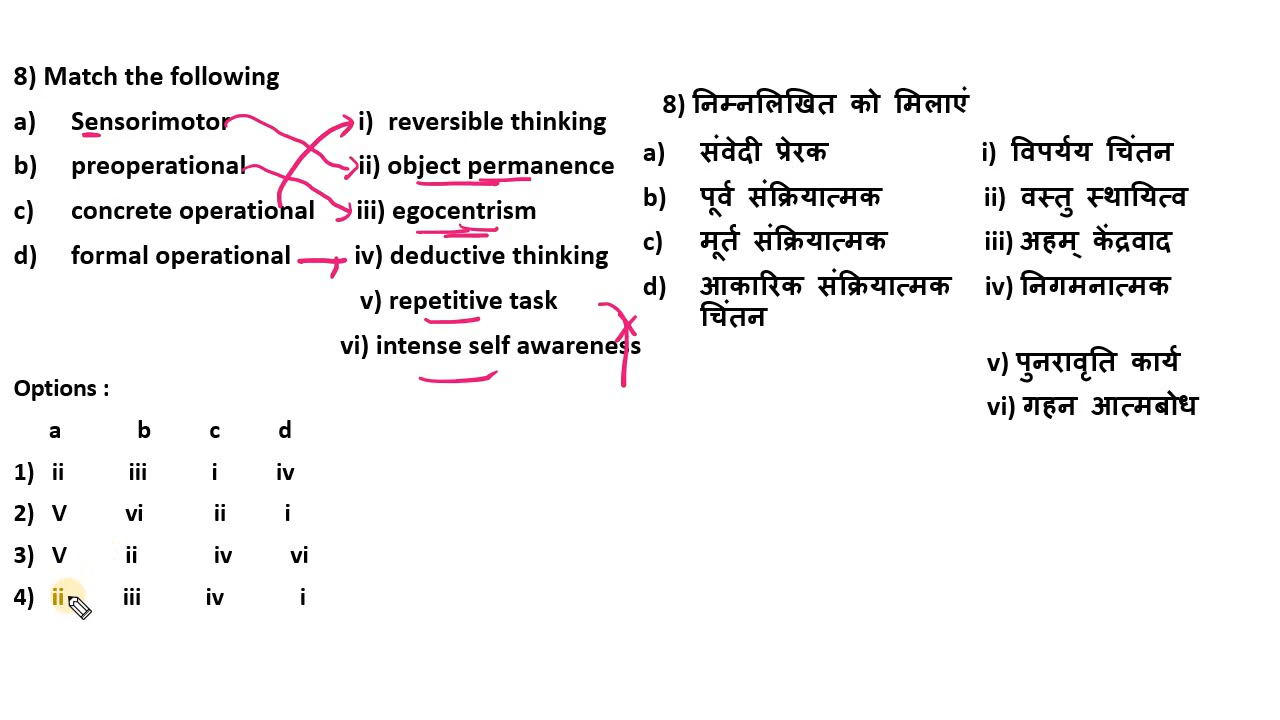 8) Match the following
a) Sensorimotor i) reversible thinking
b) preoperational ii) object permanence
c) concrete operational iii) egocentrism
d) formal operational iv) deductive thinking
v) repetitive task
vi) intense self awareness
Options :
a b c d
1) ii iii i iv
2) V vi ii i
3) V ii iv vi
4) ii iii iv i
8) निम्नलिखित को मिलाएं
a) संवेदी प्रेरक i) विपर्यय चिंतन
b) पूर्व संक्रियात्मक ii) वस्तु स्थायित्व
c) मूर्त संक्रियात्मक iii) अहम् केंद्रवाद
d) आकारिक संक्रियात्मक iv) निगमनात्मक
चिंतन
v) पुनरावृति कार्य
vi) गहन आत्मबोध